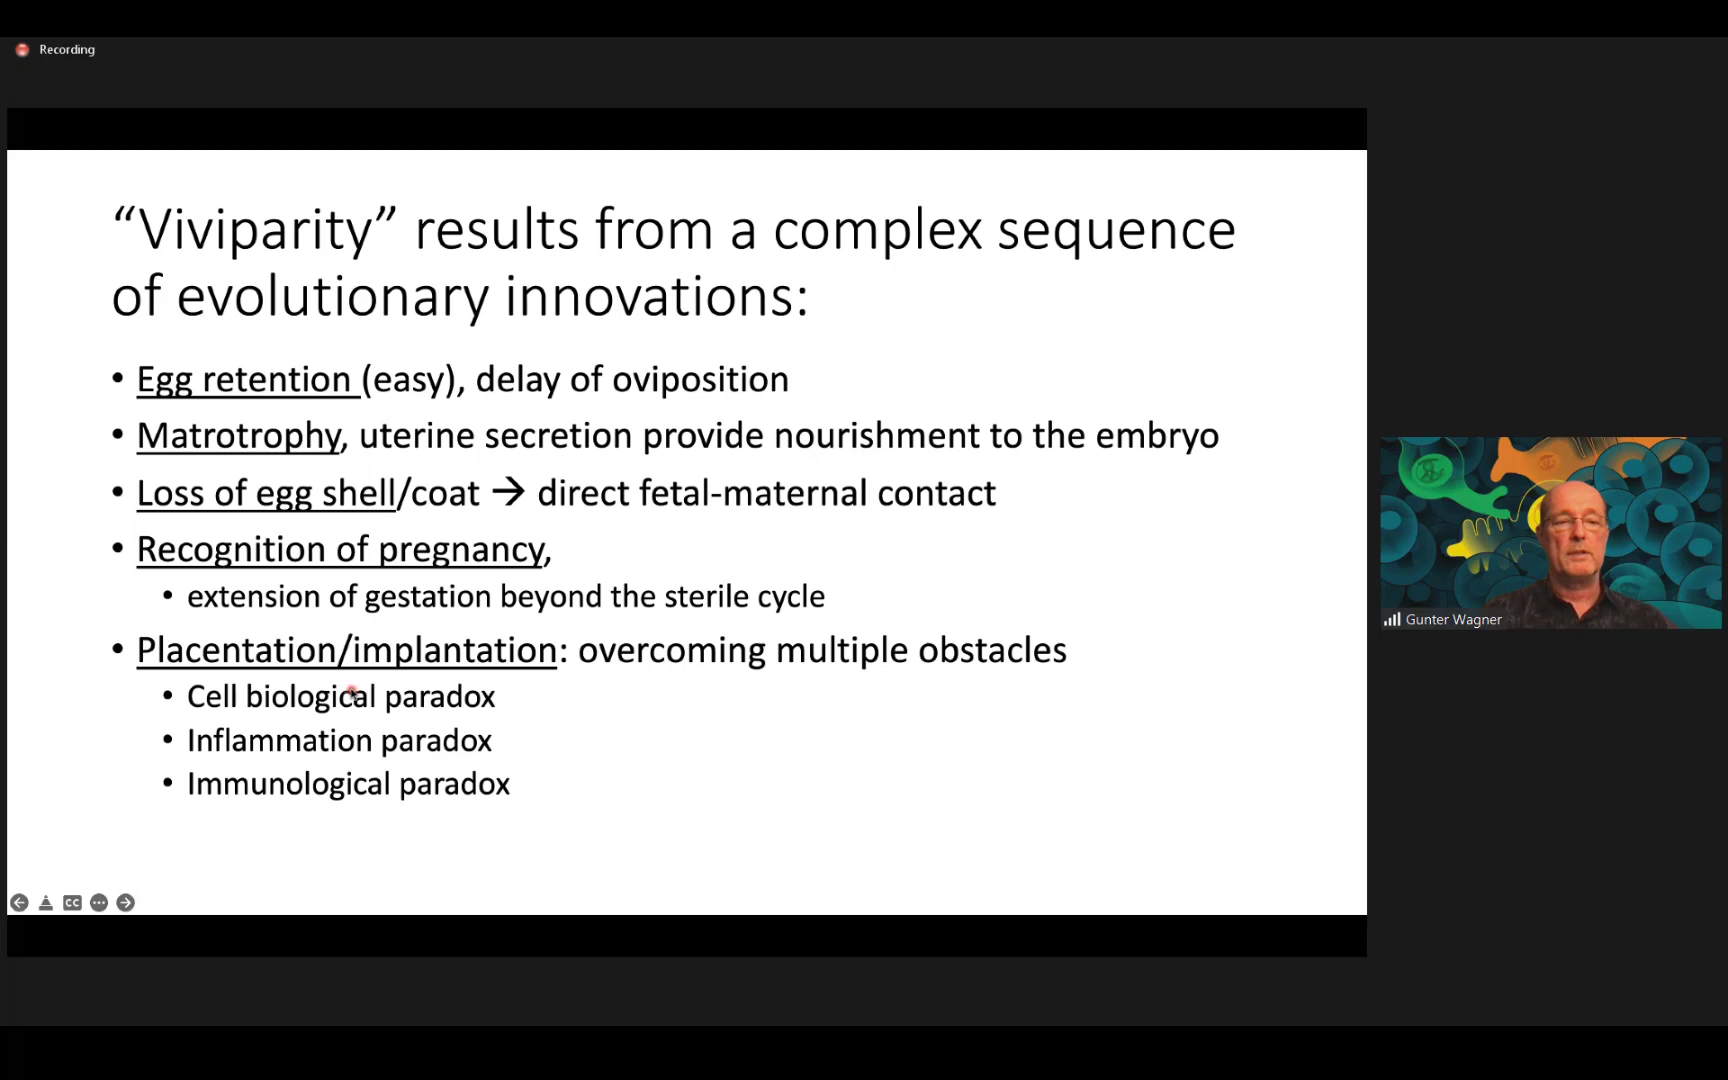 Recording
“Viviparity” results from a complex sequence
of evolutionary innovations:
• Egg retention (easy), delay of oviposition
• Matrotrophy, uterine secretion provide nourishment to the embryo
• Loss of egg shell/coat → direct fetal-maternal contact
• Recognition of pregnancy,
• extension of gestation beyond the sterile cycle
• Placentation/implantation: overcoming multiple obstacles
• Cell biological paradox
• Inflammation paradox
• Immunological paradox
CC
Gunter Wagner